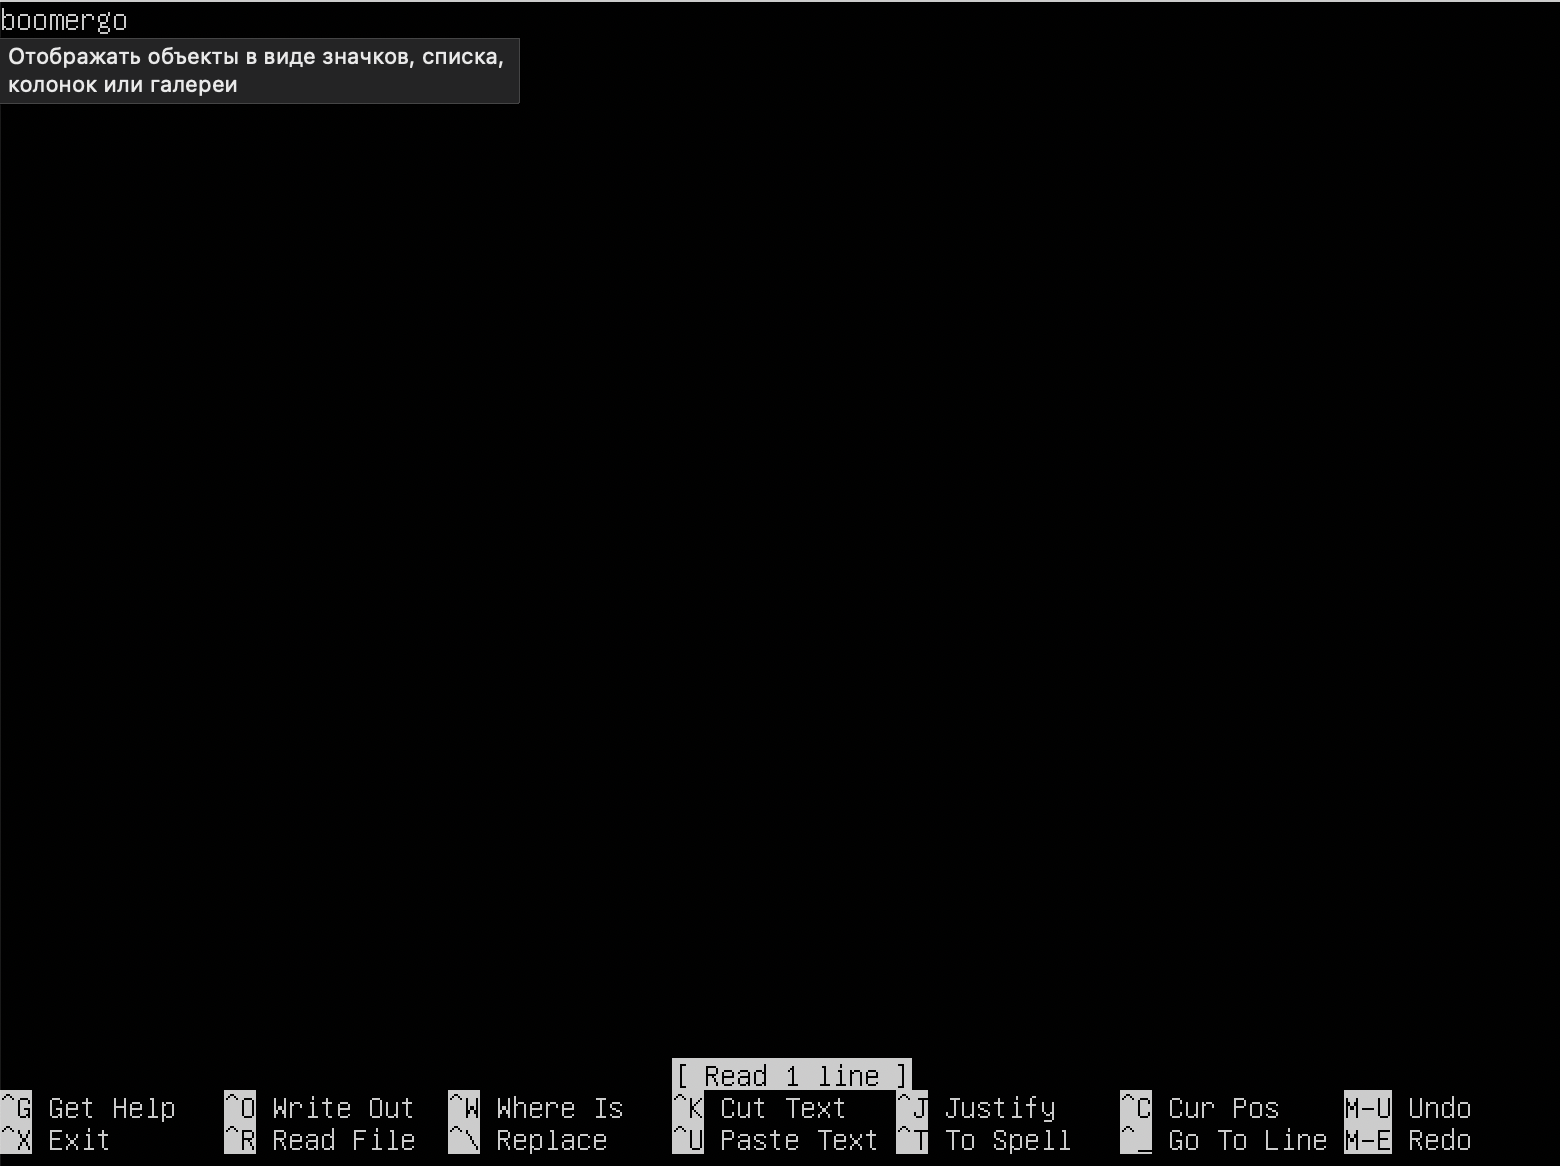 boomergo
Отображать объекты в виде значков, списка,
колонок или галереи
[ Read 1 line ]
^G Get Help ^O Write Out ^W Where Is ^K Cut Text ^J Justify ^C Cur Pos M-U Undo
^X Exit ^R Read File ^\ Replace ^U Paste Text ^T To Spell ^_ Go To Line M-E Redo